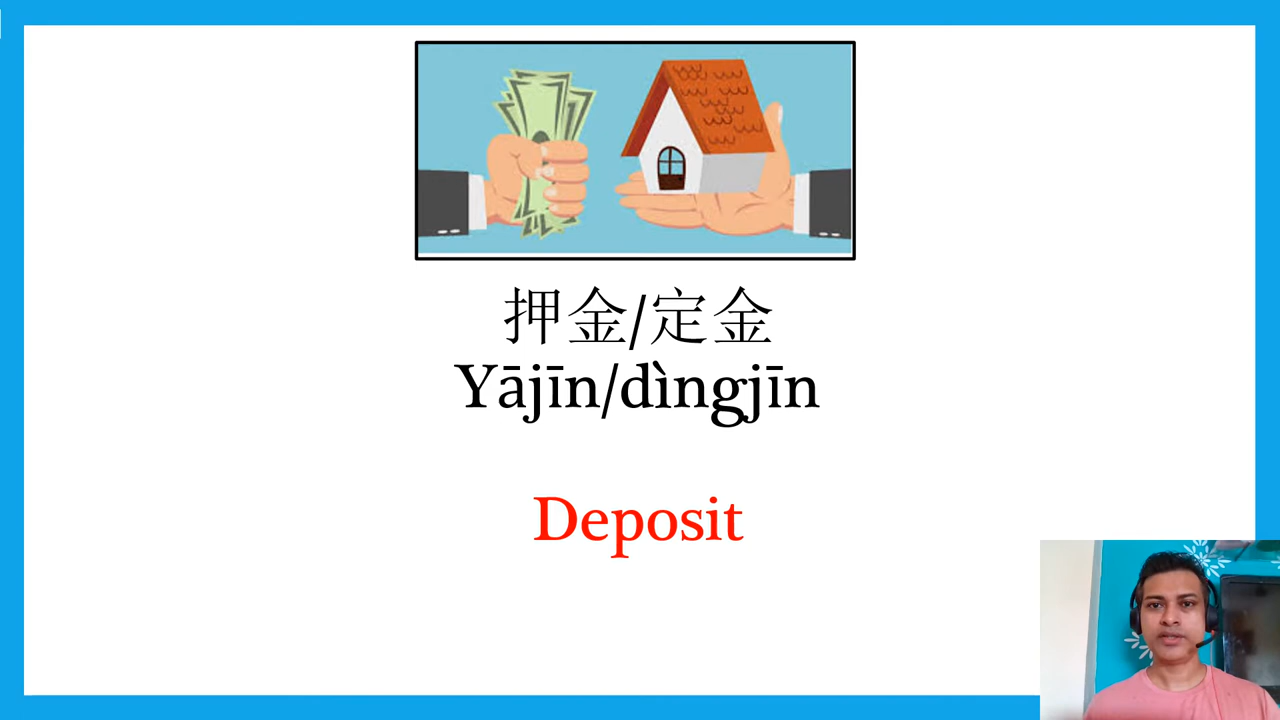 押金/定金
Yājīn/dìngjīn
Deposit